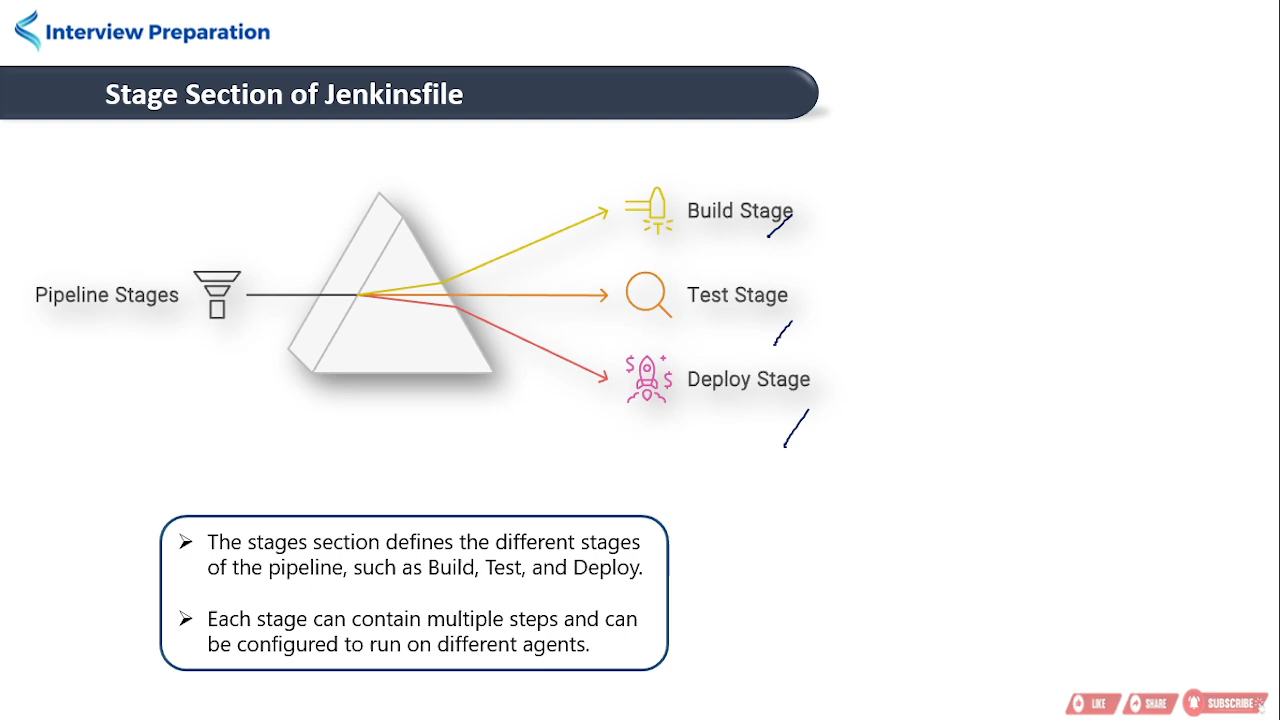 Interview Preparation
Stage Section of Jenkinsfile
Pipeline Stages
Build Stage
Test Stage
Deploy Stage
The stages section defines the different stages
of the pipeline, such as Build, Test, and Deploy.
Each stage can contain multiple steps and can
be configured to run on different agents.
LIKE
SHARE
SUBSCRIBE